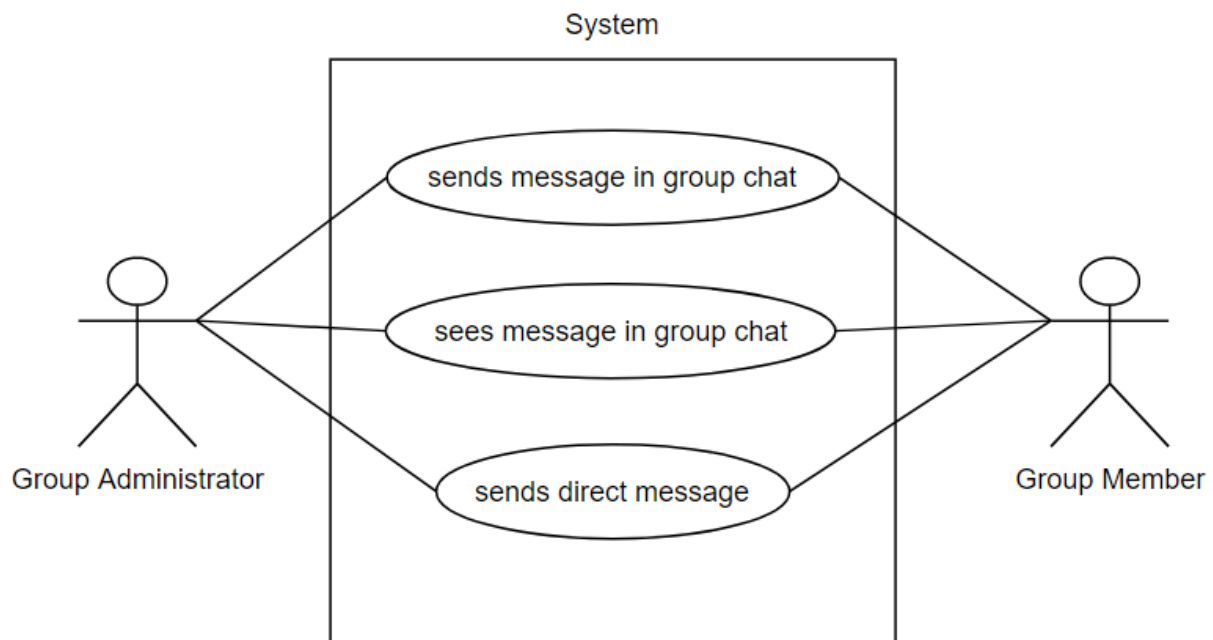 System
sends message in group chat
sees message in group chat
Group Administrator
Group Member
sends direct message